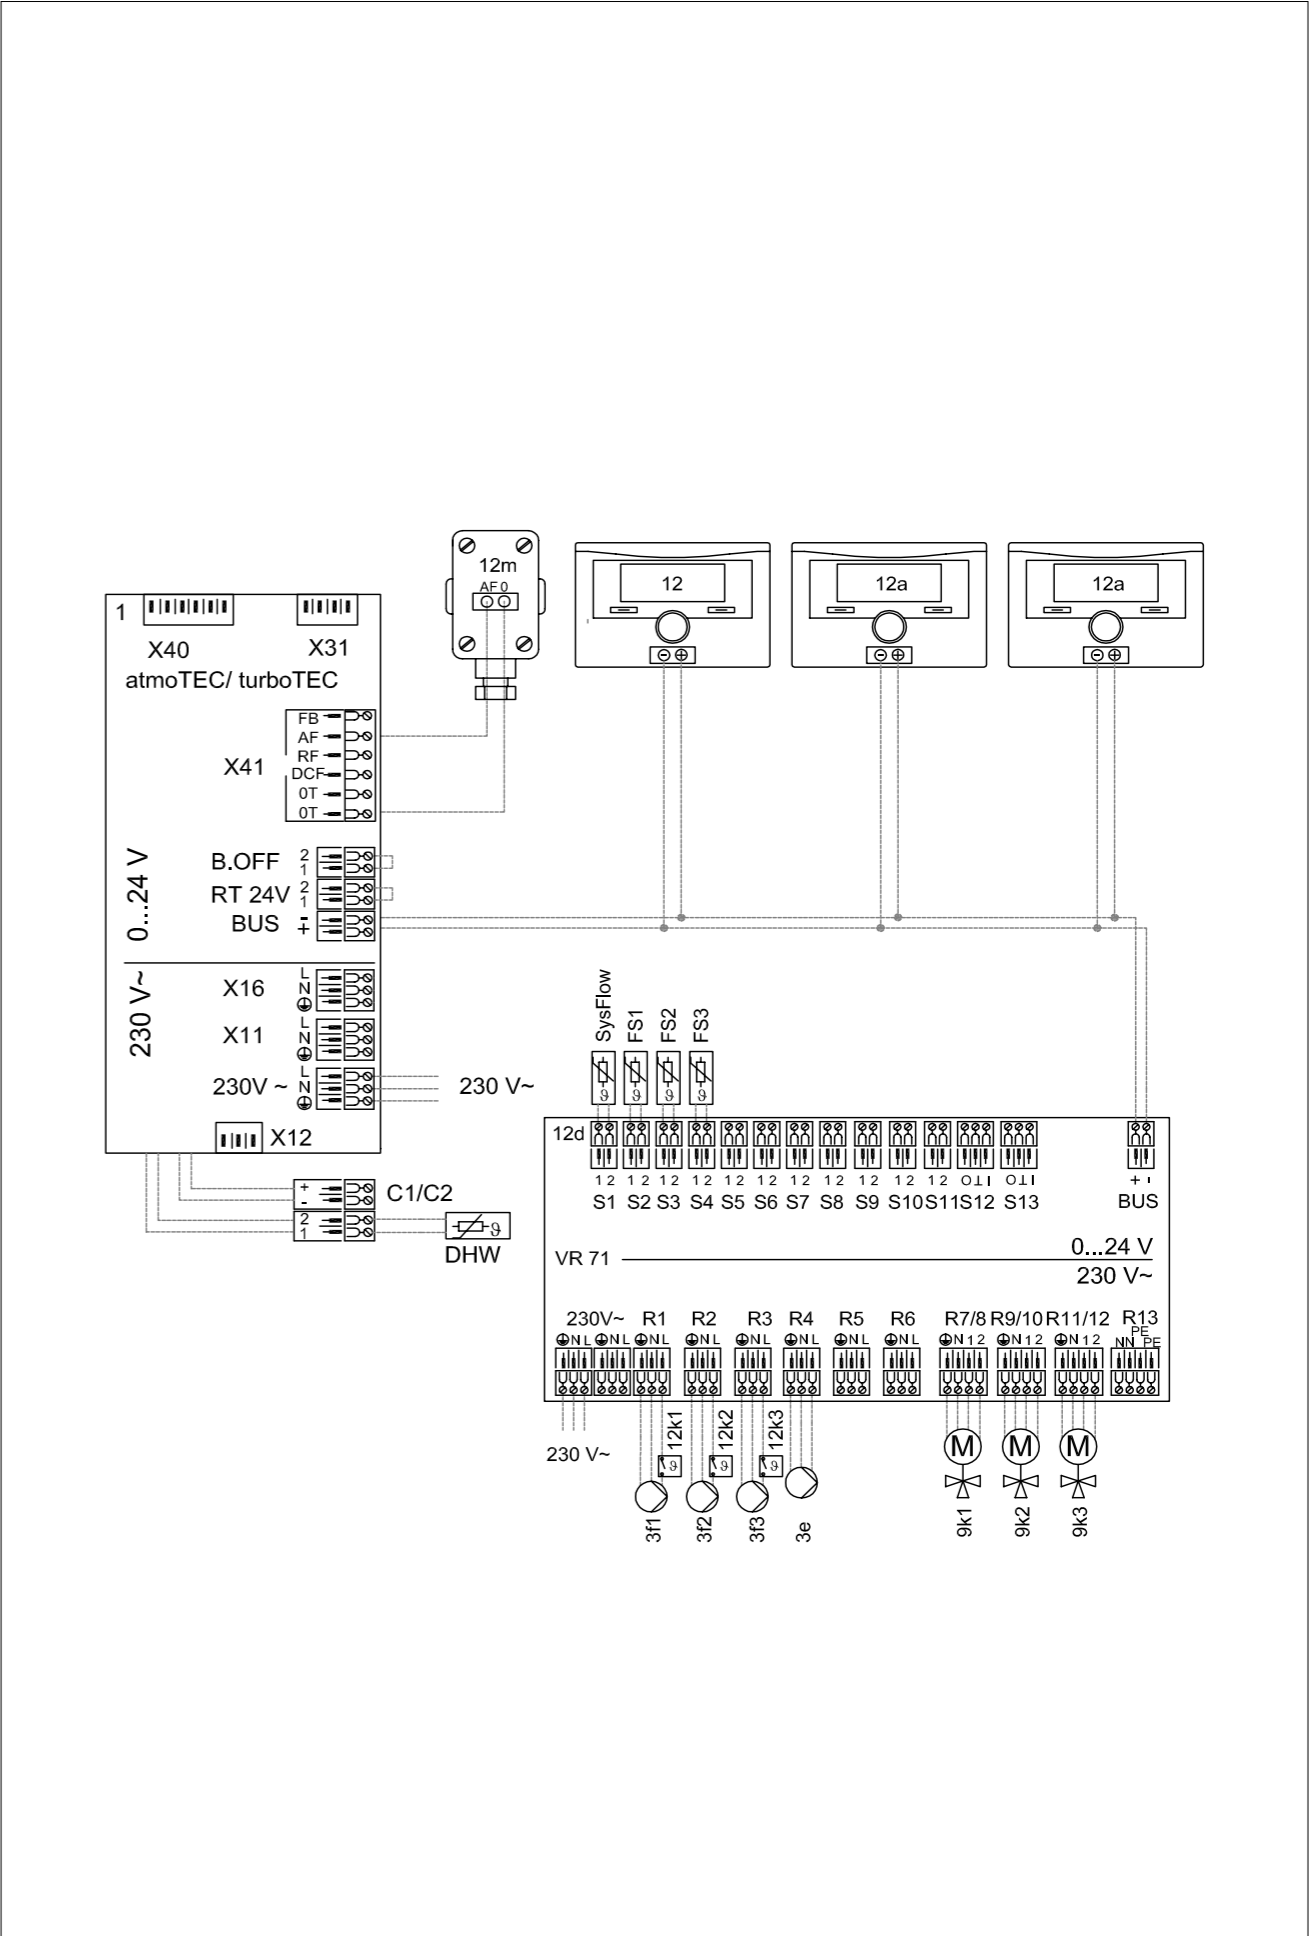 12m
AF 0
12
12a
12a
1
X40
X31
atmoTEC/ turboTEC
FB
AF
RF
DCF
0T
0T
X41
0...24 V
B.OFF
2
1
RT 24V
2
1
BUS
-
+
230 V~
X16
L
N
X11
L
N
230V ~
L
N
230 V~
X12
+
-
C1/C2
2
1
ϑ
DHW
SysFlow
FS1
FS2
FS3
ϑ ϑ ϑ ϑ
12d
1 2 1 2 1 2 1 2 1 2 1 2 1 2 1 2 1 2 1 2 1 2 O⊥I O⊥I
+ -
S1 S2 S3 S4 S5 S6 S7 S8 S9 S10 S11 S12 S13
BUS
VR 71
0...24 V
230 V~
230V~ R1 R2 R3 R4 R5 R6 R7/8 R9/10 R11/12 R13
N L N L N L N L N L N L N L N L N 1 2 N 1 2 N 1 2 N N PE PE
230 V~
12k1
12k2
12k3
ϑ ϑ ϑ
M M M
3f1
3f2
3f3
3e
9k1
9k2
9k3